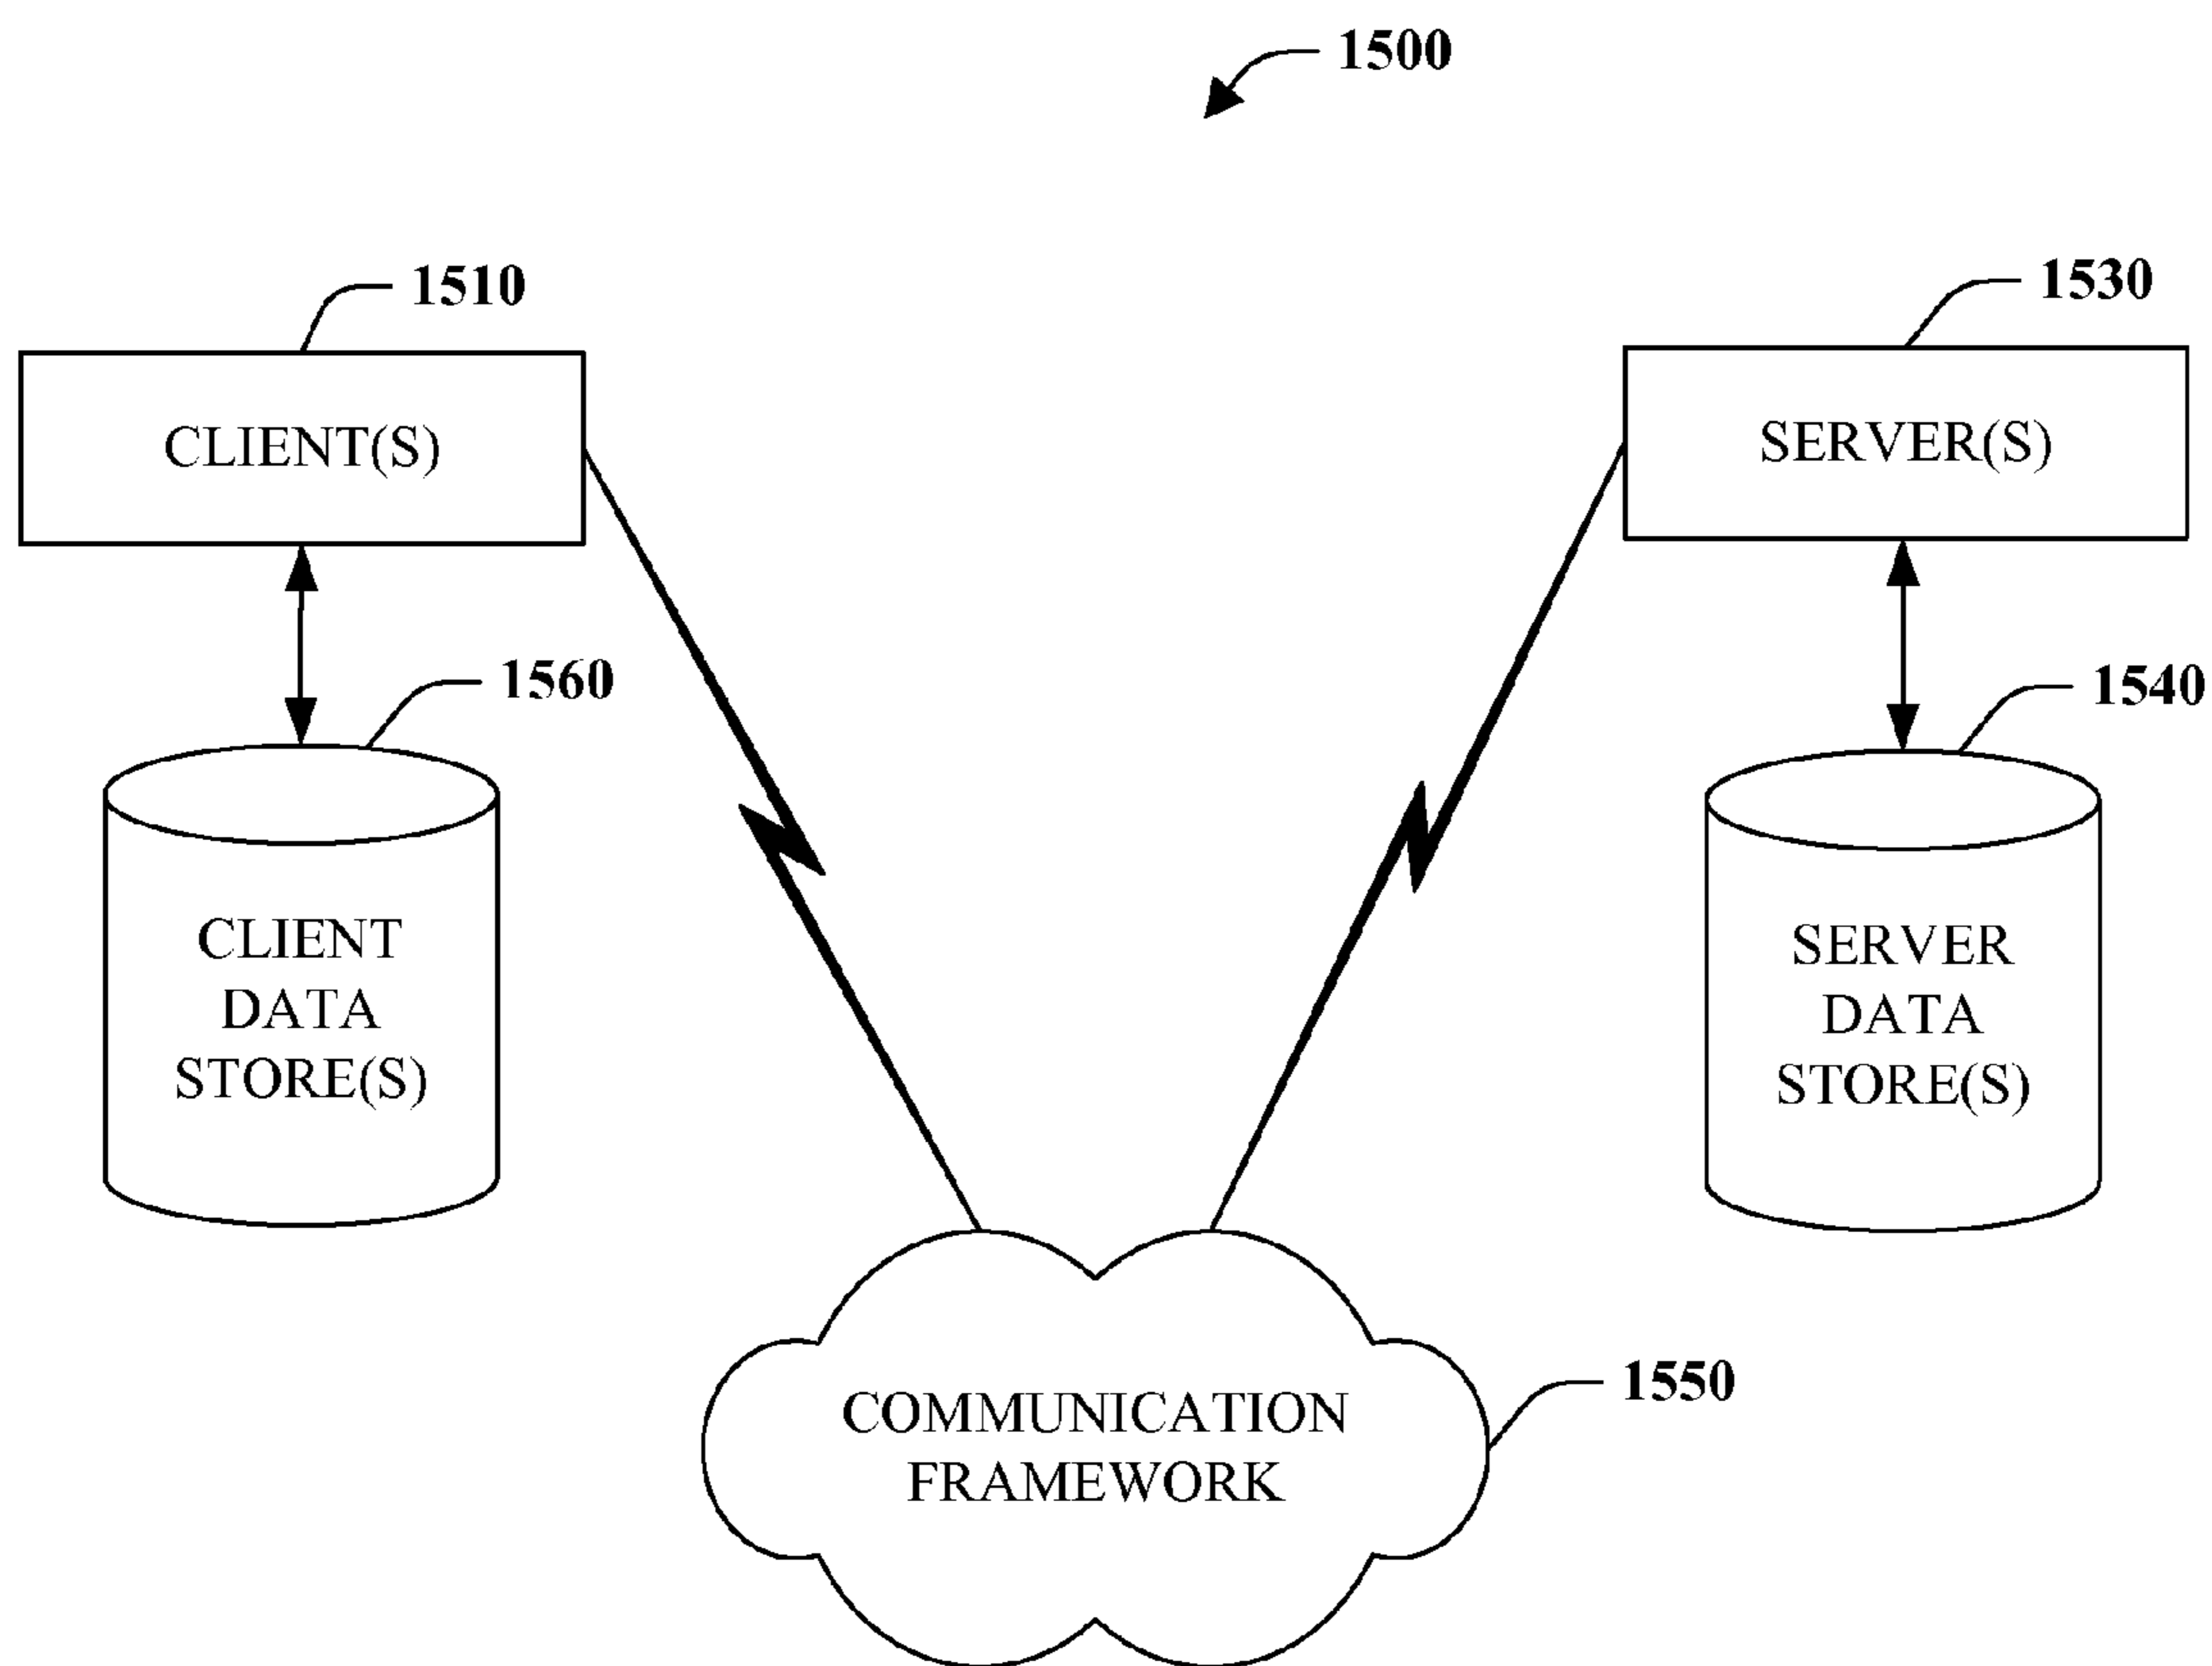 1500
1510
1530
CLIENT(S)
SERVER(S)
1560
1540
CLIENT
DATA
STORE(S)
SERVER
DATA
STORE(S)
1550
COMMUNICATION
FRAMEWORK